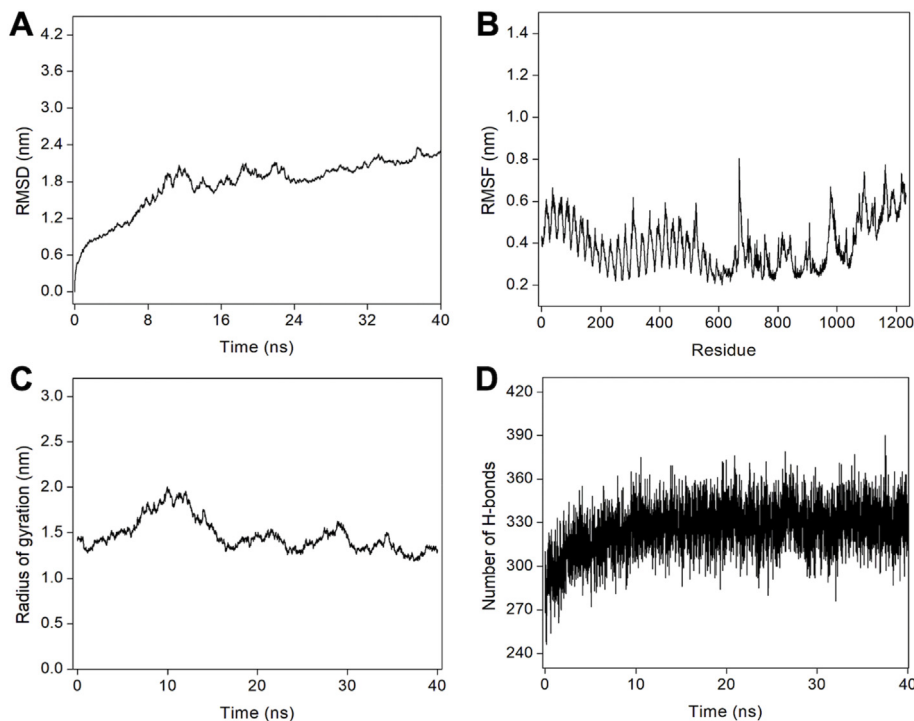 A
RMSD (nm)
4.2
3.6
3.0
2.4
1.8
1.2
0.6
0.0
0 8 16 24 32 40
Time (ns)
B
RMSF (nm)
1.4
1.2
1.0
0.8
0.6
0.4
0.2
0 200 400 600 800 1000 1200
Residue
C
Radius of gyration (nm)
3.0
2.5
2.0
1.5
1.0
0.5
0.0
0 10 20 30 40
Time (ns)
D
Number of H-bonds
420
390
360
330
300
270
240
0 10 20 30 40
Time (ns)